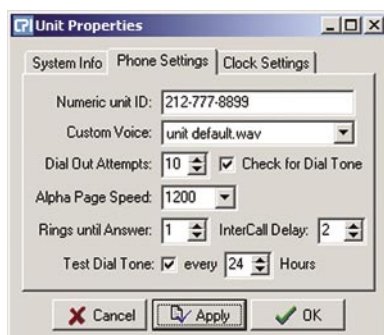 CPI Unit Properties
System Info Phone Settings Clock Settings
Numeric unit ID: 212-777-8899
Custom Voice: unit default.wav
Dial Out Attempts: 10 Check for Dial Tone
Alpha Page Speed: 1200
Rings until Answer: 1 InterCall Delay: 2
Test Dial Tone: every 24 Hours
Cancel Apply OK